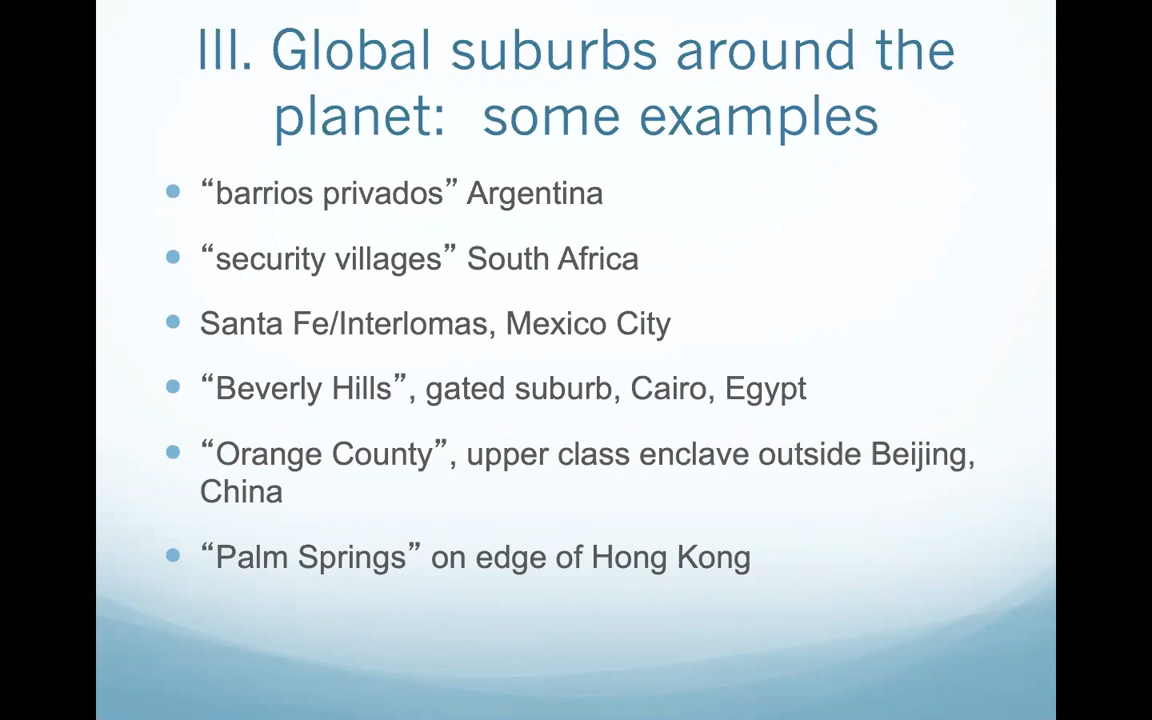 III. Global suburbs around the
planet: some examples
“barrios privados” Argentina
“security villages” South Africa
Santa Fe/Interlomas, Mexico City
“Beverly Hills”, gated suburb, Cairo, Egypt
“Orange County”, upper class enclave outside Beijing,
China
“Palm Springs” on edge of Hong Kong